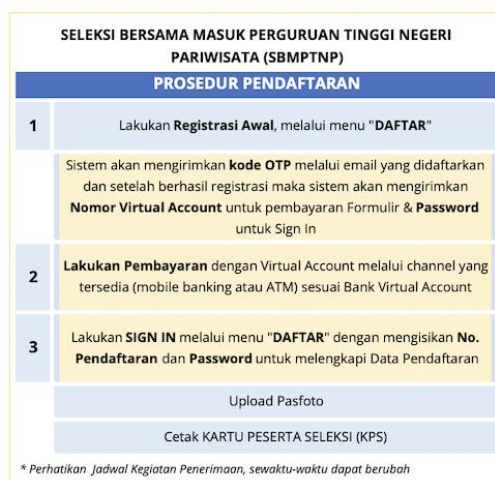 SELEKSI BERSAMA MASUK PERGURUAN TINGGI NEGERI
PARIWISATA (SBMPTNP)
PROSEDUR PENDAFTARAN
1
Lakukan Registrasi Awal, melalui menu "DAFTAR"
Sistem akan mengirimkan kode OTP melalui email yang didaftarkan
dan setelah berhasil registrasi maka sistem akan mengirimkan
Nomor Virtual Account untuk pembayaran Formulir & Password
untuk Sign In
2
Lakukan Pembayaran dengan Virtual Account melalui channel yang
tersedia (mobile banking atau ATM) sesuai Bank Virtual Account
3
Lakukan SIGN IN melalui menu "DAFTAR" dengan mengisikan No.
Pendaftaran dan Password untuk melengkapi Data Pendaftaran
Upload Pasfoto
Cetak KARTU PESERTA SELEKSI (KPS)
* Perhatikan Jadwal Kegiatan Penerimaan, sewaktu-waktu dapat berubah